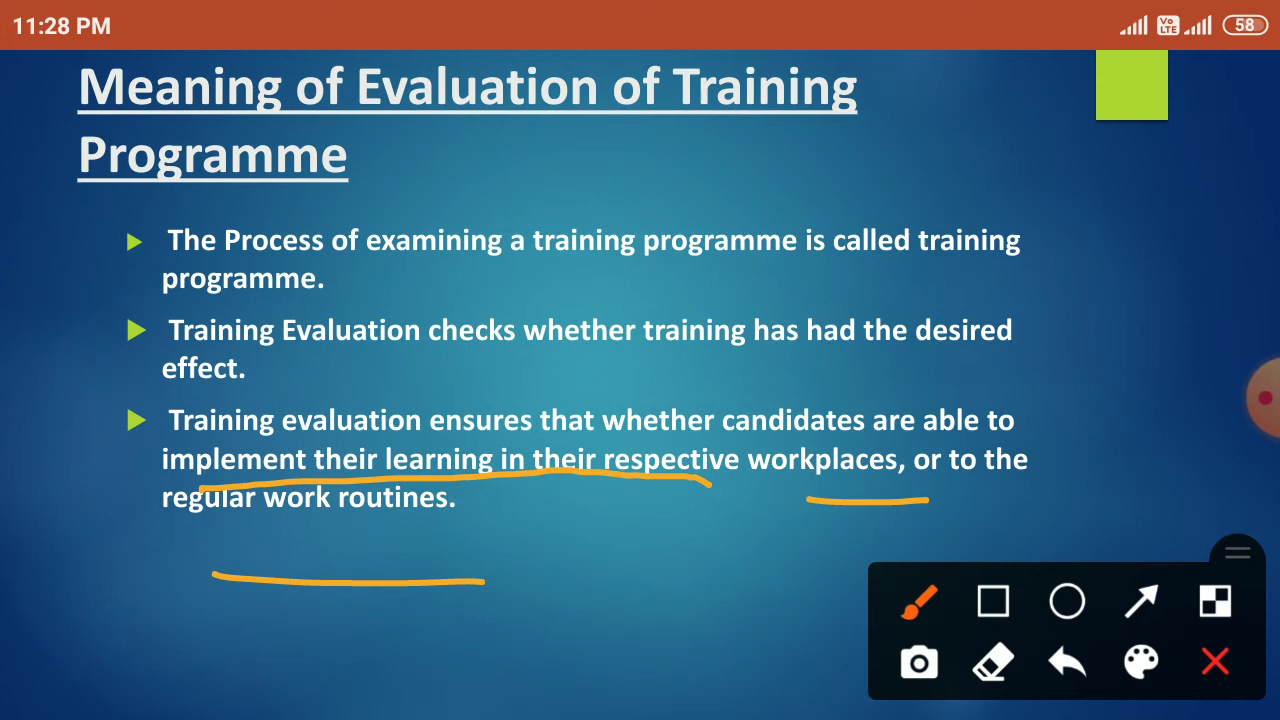 11:28 PM
Vo LTE
58
Meaning of Evaluation of Training
Programme
The Process of examining a training programme is called training
programme.
Training Evaluation checks whether training has had the desired
effect.
Training evaluation ensures that whether candidates are able to
implement their learning in their respective workplaces, or to the
regular work routines.